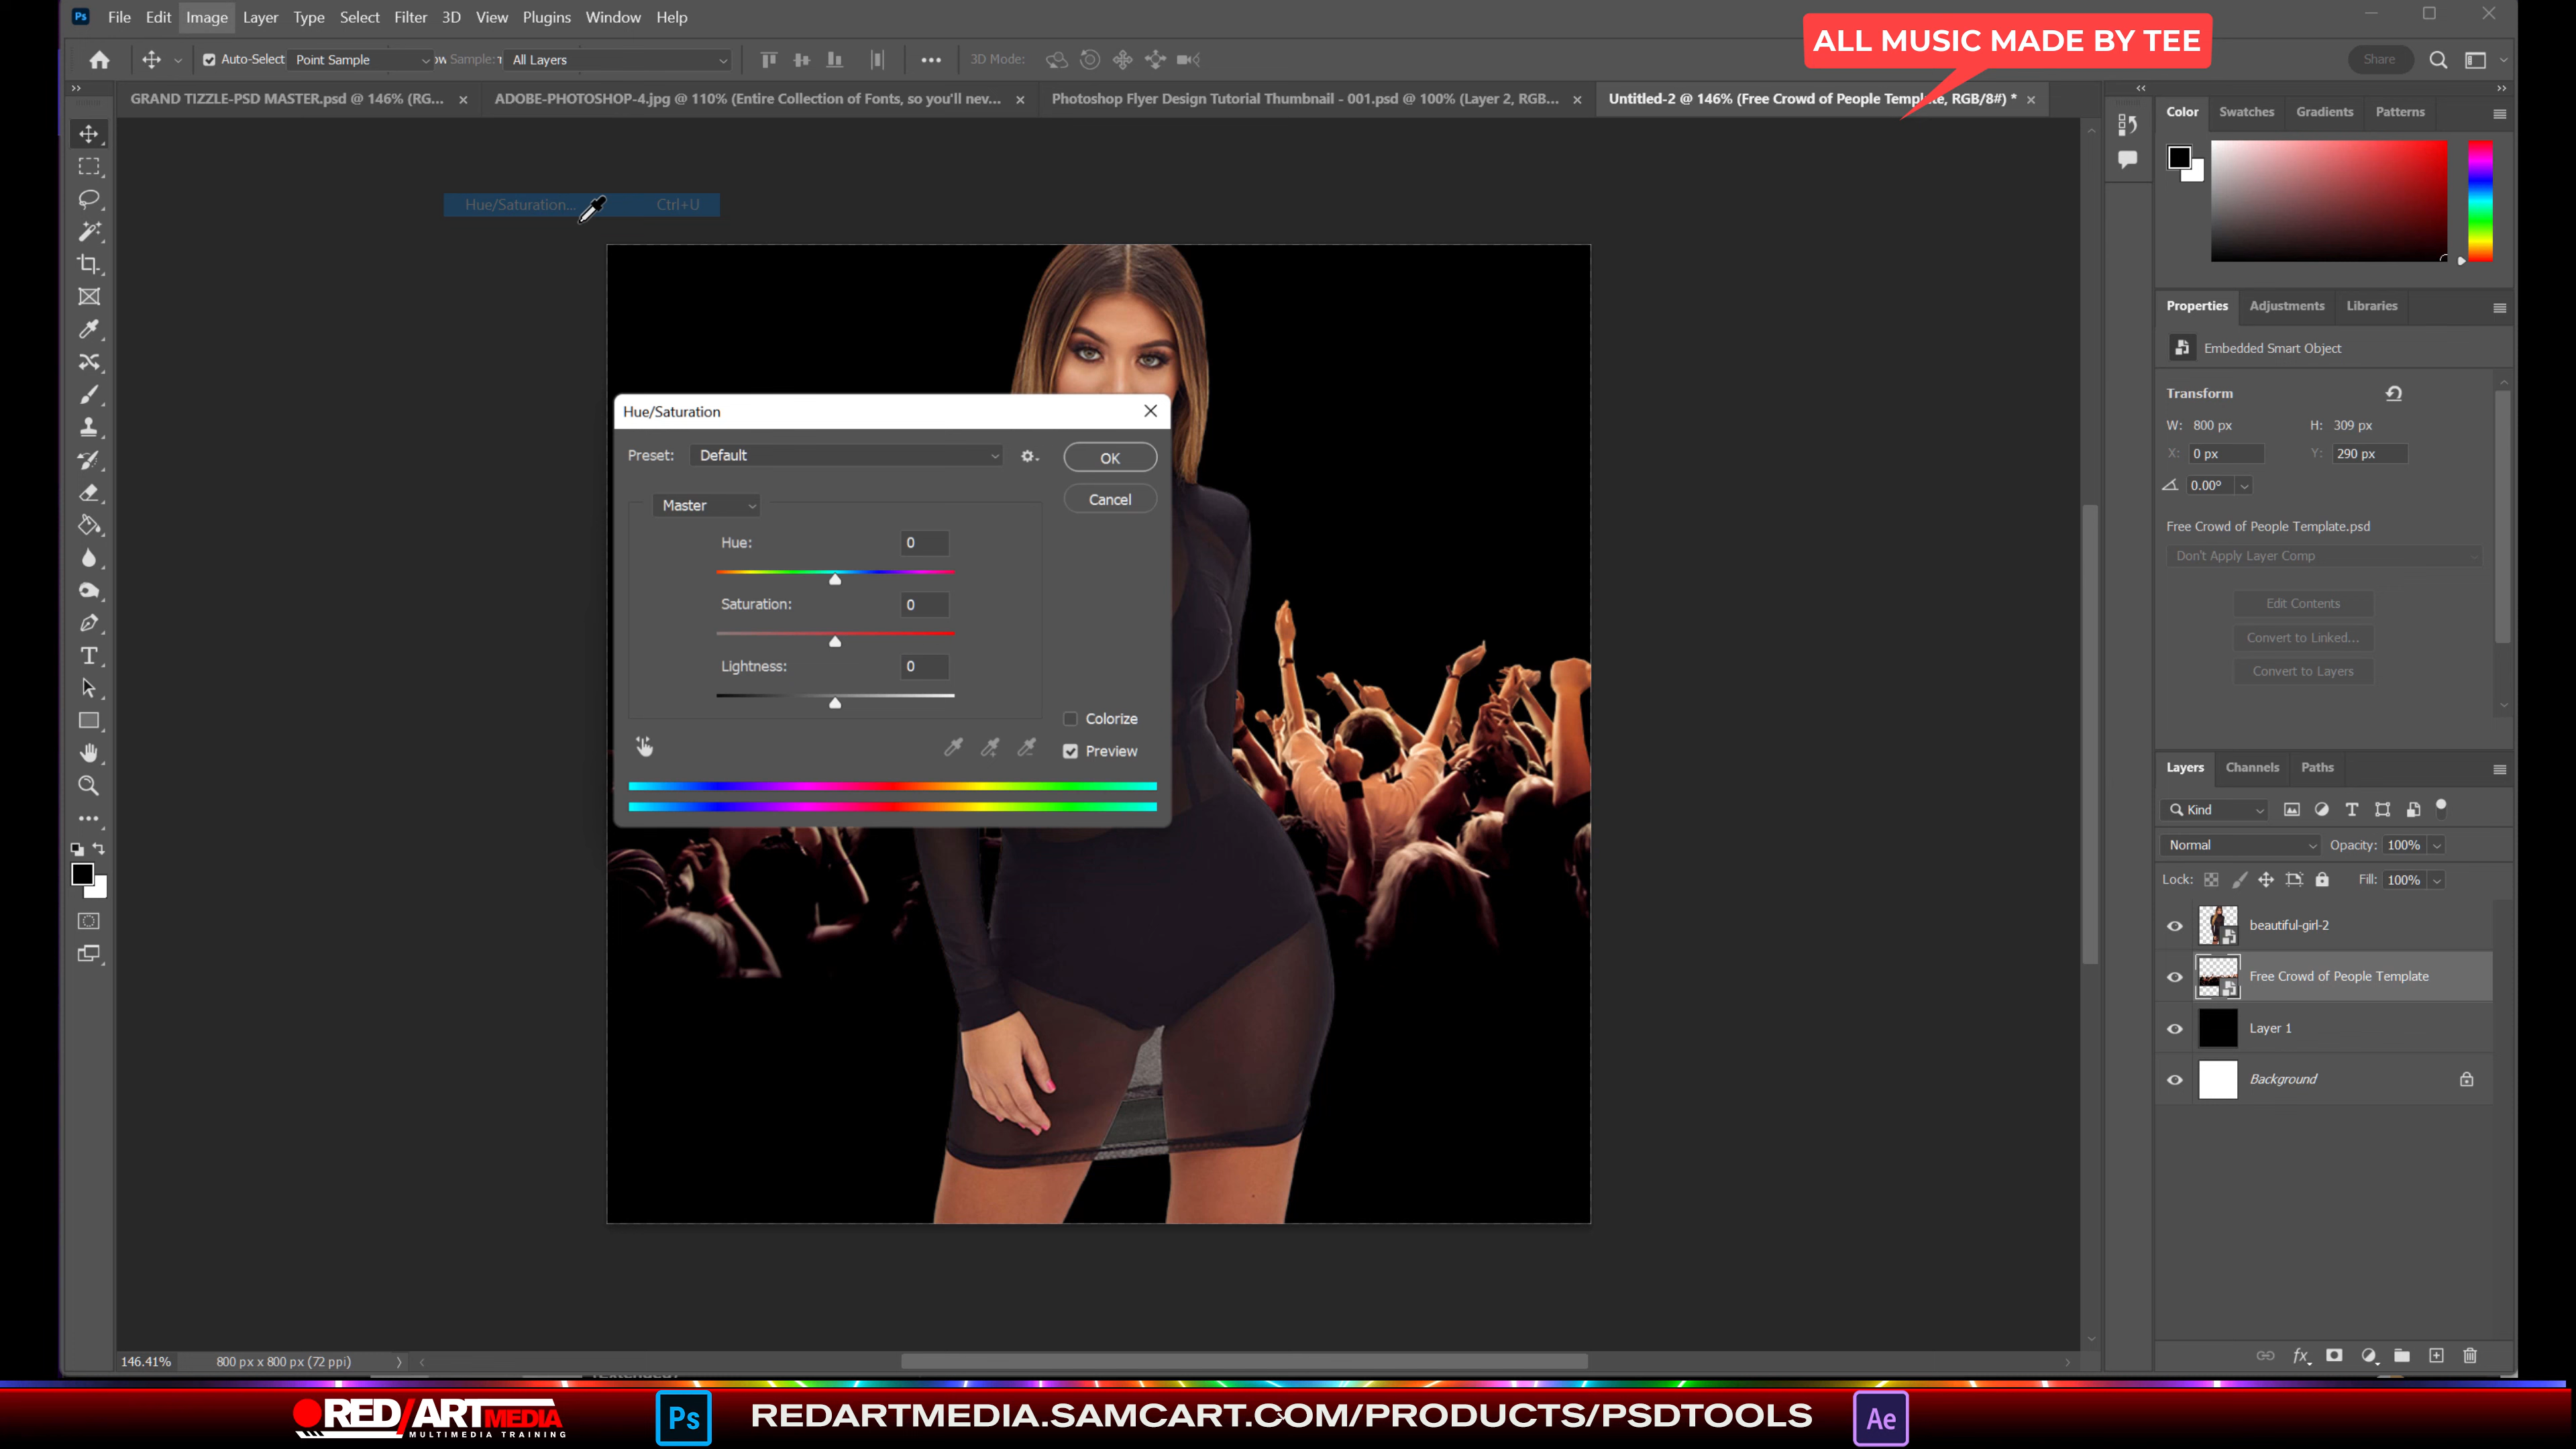 Ps File Edit Image Layer Type Select Filter 3D View Plugins Window Help
ALL MUSIC MADE BY TEE
Auto-Select Point Sample ow Sample: All Layers 3D Mode: Share
GRAND TIZZLE-PSD MASTER.psd @ 146% (RG... × ADOBE-PHOTOSHOP-4.jpg @ 110% (Entire Collection of Fonts, so you'll nev... × Photoshop Flyer Design Tutorial Thumbnail - 001.psd @ 100% (Layer 2, RGB... × Untitled-2 @ 146% (Free Crowd of People Template, RGB/8#) * ×
Color Swatches Gradients Patterns
Hue/Saturation... Ctrl+U
Properties Adjustments Libraries
Embedded Smart Object
Transform
W: 800 px H: 309 px
X: 0 px Y: 290 px
0.00°
Free Crowd of People Template.psd
Don't Apply Layer Comp
Edit Contents
Convert to Linked...
Convert to Layers
Hue/Saturation
Preset: Default OK
Cancel
Master
Hue: 0
Saturation: 0
Lightness: 0
Colorize
Preview
Layers Channels Paths
Kind
Normal Opacity: 100%
Lock: Fill: 100%
beautiful-girl-2
Free Crowd of People Template
Layer 1
Background
fx
146.41% 800 px x 800 px (72 ppi)
RED/ART MEDIA
MULTIMEDIA TRAINING
Ps
REDARTMEDIA.SAMCART.COM/PRODUCTS/PSDTOOLS
Ae